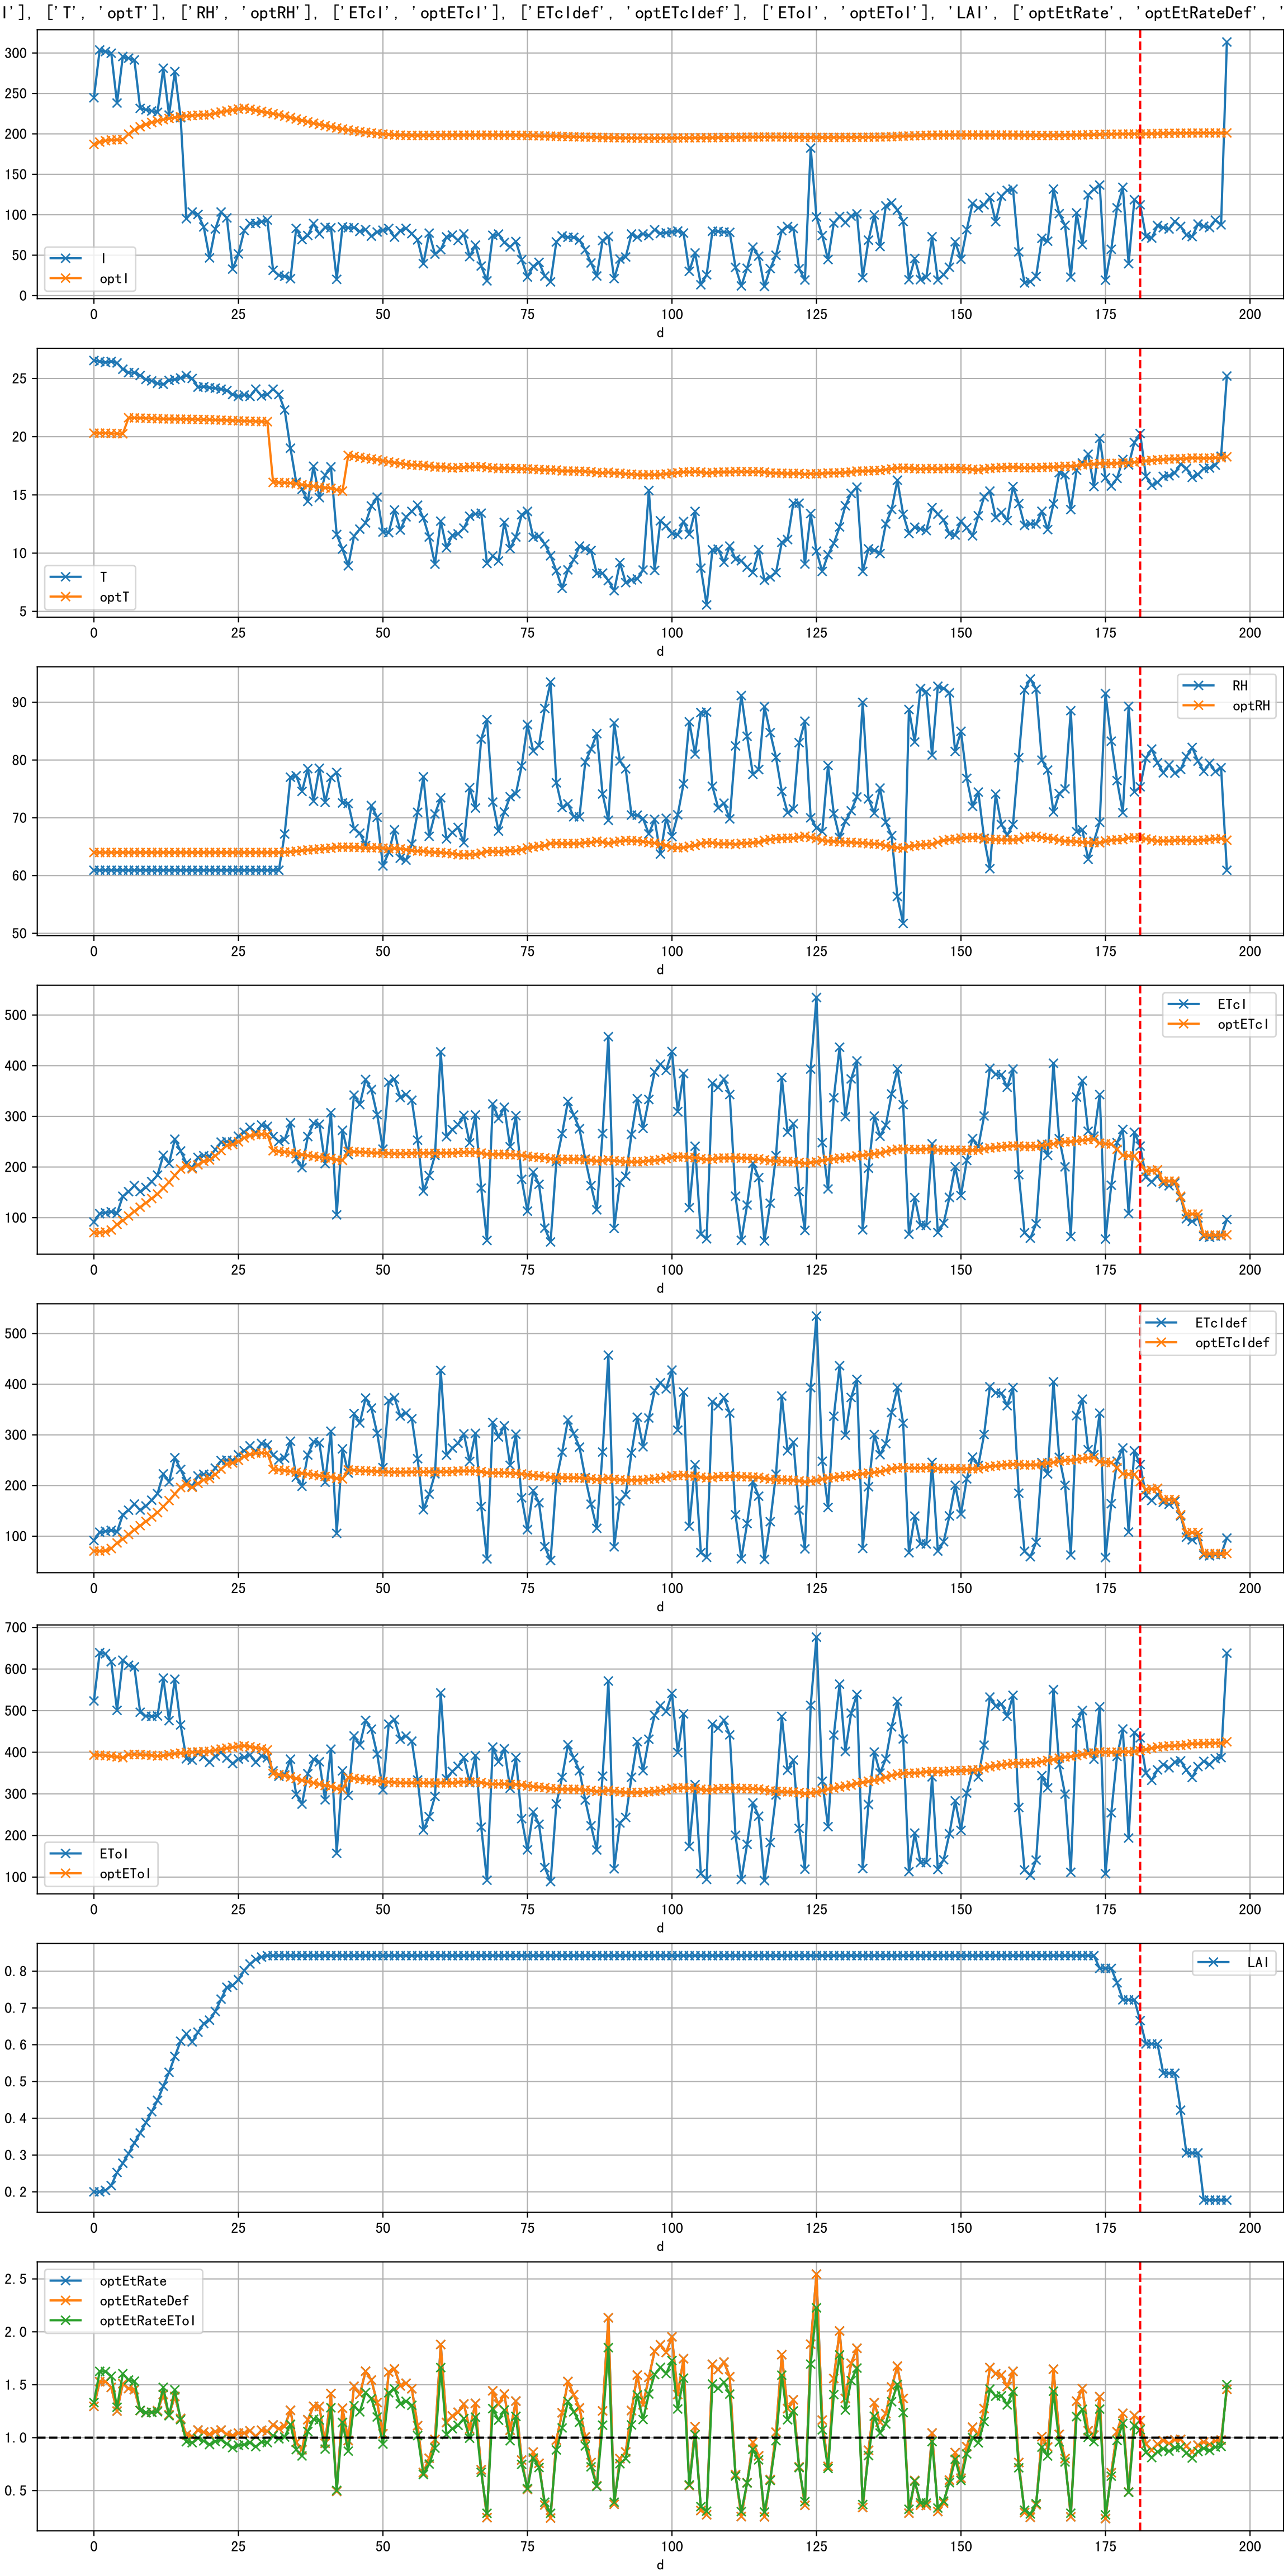 I'], ['T', 'optT'], ['RH', 'optRH'], ['ETcI', 'optETcI'], ['ETcIdef', 'optETcIdef'], ['EToI', 'optEToI'], 'LAI', ['optEtRate', 'optEtRateDef', '
300
250
200
150
100
50
0
I
optI
0 25 50 75 100 125 150 175 200
d
25
20
15
10
5
T
optT
0 25 50 75 100 125 150 175 200
d
90
80
70
60
50
RH
optRH
0 25 50 75 100 125 150 175 200
d
500
400
300
200
100
ETcI
optETcI
0 25 50 75 100 125 150 175 200
d
500
400
300
200
100
ETcIdef
optETcIdef
0 25 50 75 100 125 150 175 200
d
700
600
500
400
300
200
100
EToI
optEToI
0 25 50 75 100 125 150 175 200
d
0.8
0.7
0.6
0.5
0.4
0.3
0.2
LAI
0 25 50 75 100 125 150 175 200
d
2.5
2.0
1.5
1.0
0.5
optEtRate
optEtRateDef
optEtRateEToI
0 25 50 75 100 125 150 175 200
d